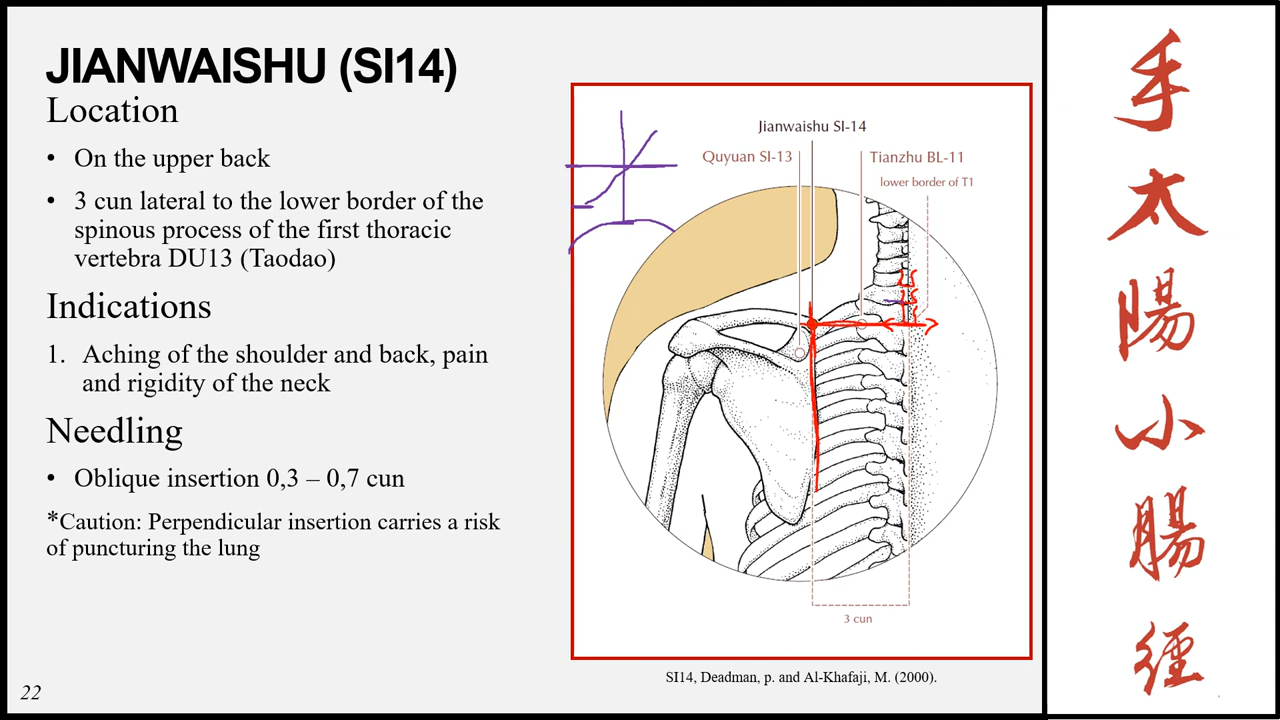 JIANWAISHU (SI14)
Location
• On the upper back
• 3 cun lateral to the lower border of the
spinous process of the first thoracic
vertebra DU13 (Taodao)
Indications
1. Aching of the shoulder and back, pain
and rigidity of the neck
Needling
• Oblique insertion 0,3 – 0,7 cun
*Caution: Perpendicular insertion carries a risk
of puncturing the lung
22
Jianwaishu SI-14
Quyuan SI-13
Tianzhu BL-11
lower border of T1
3 cun
SI14, Deadman, p. and Al-Khafaji, M. (2000).
手
太
陽
小
腸
經